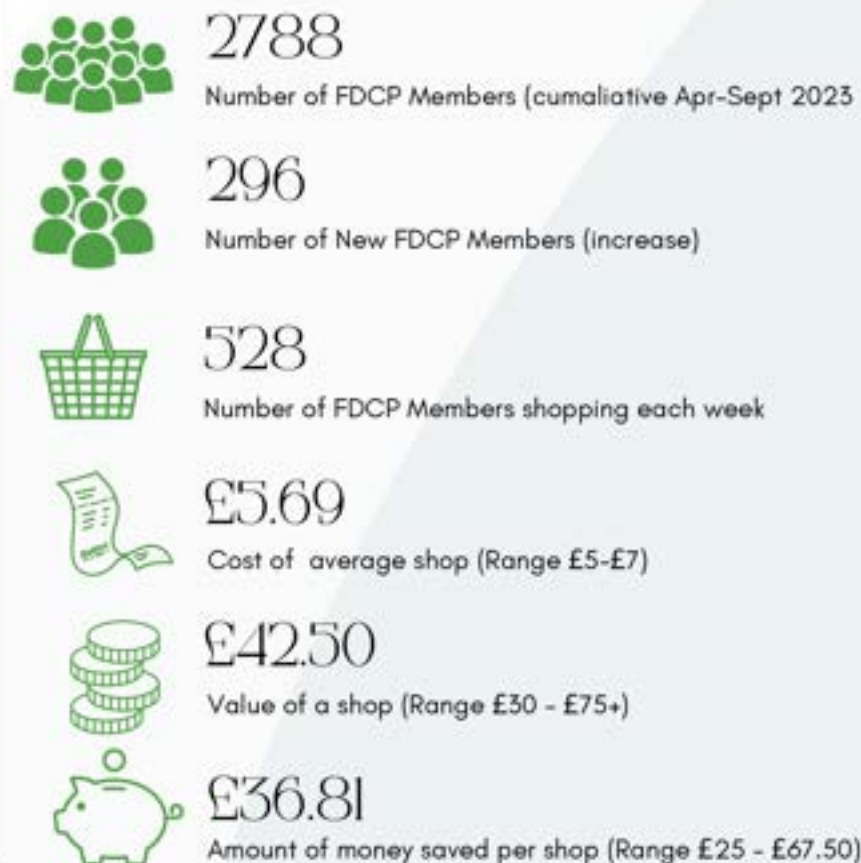 2788
Number of FDCP Members (cumaliative Apr-Sept 2023
296
Number of New FDCP Members (increase)
528
Number of FDCP Members shopping each week
£5.69
Cost of average shop (Range £5-£7)
£42.50
Value of a shop (Range £30 - £75+)
£36.81
Amount of money saved per shop (Range £25 - £67.50)